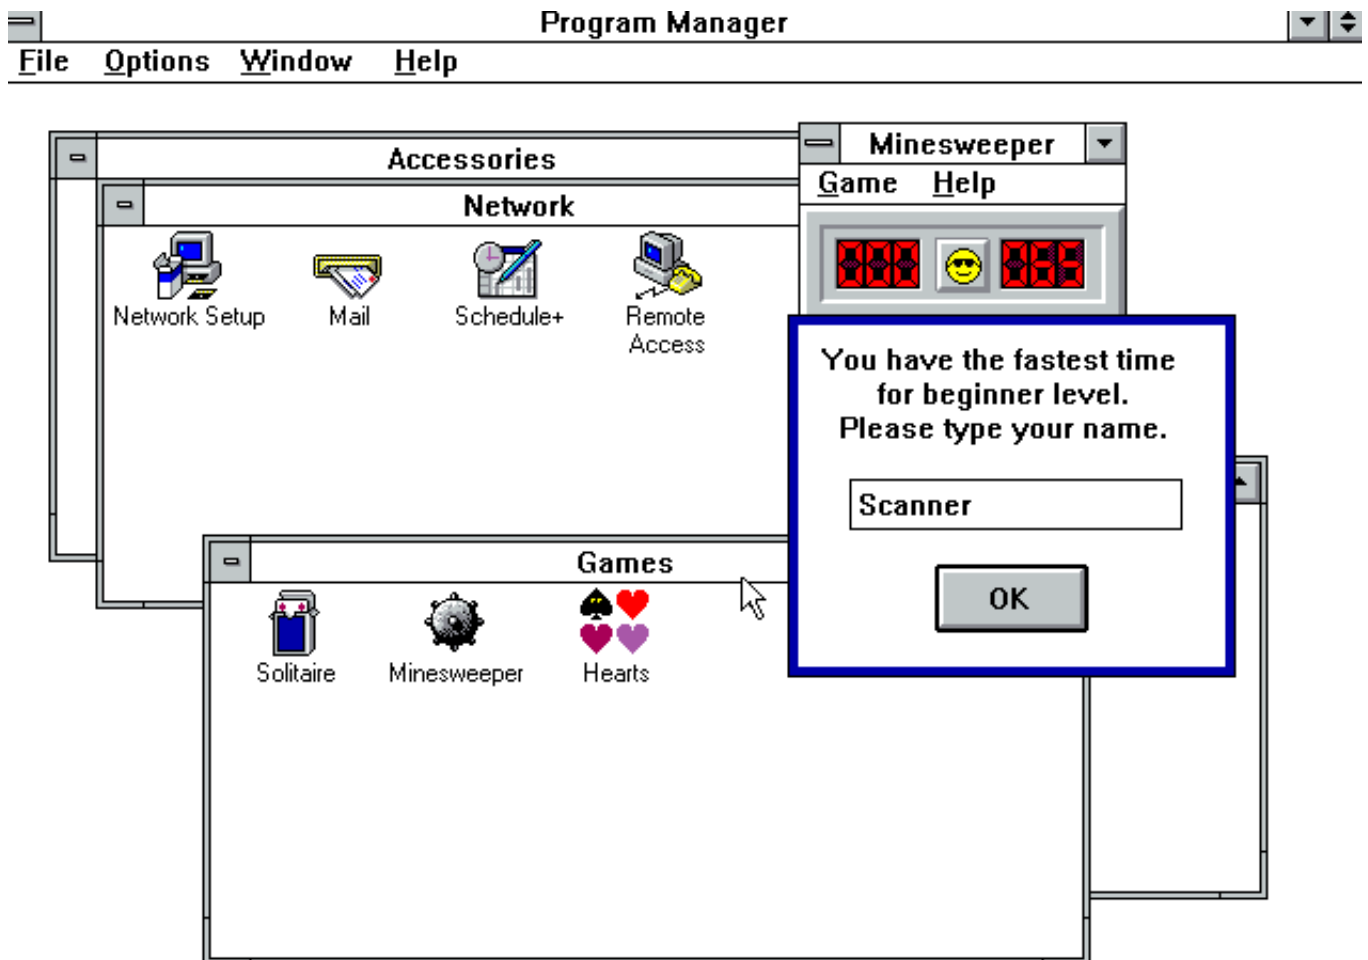 Program Manager
File Options Window Help
Accessories
Network
Network Setup
Mail
Schedule+
Remote
Access
Minesweeper
Game Help
You have the fastest time
for beginner level.
Please type your name.
Scanner
OK
Games
Solitaire
Minesweeper
Hearts